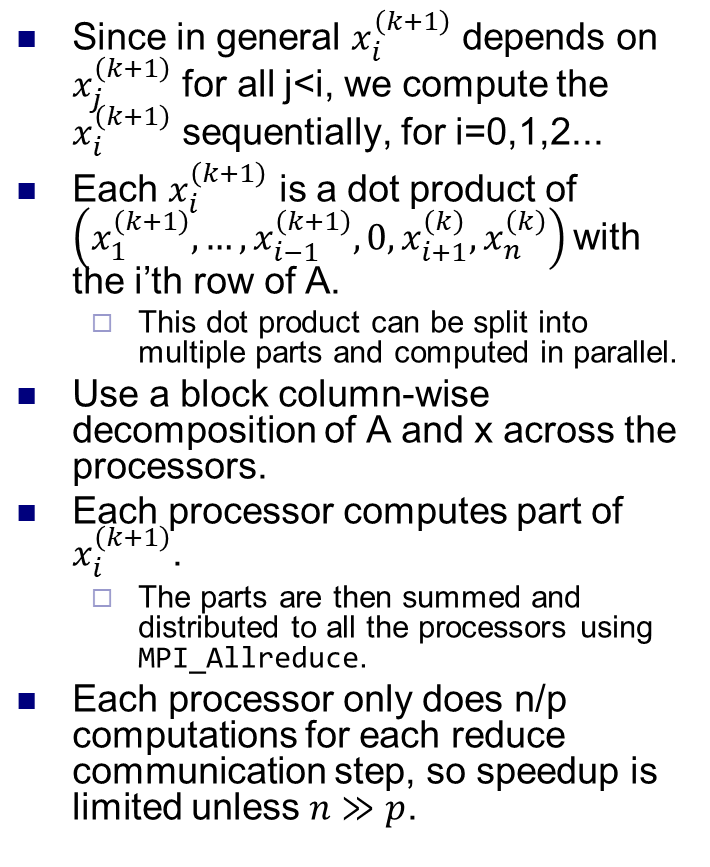 Since in general x_i^(k+1) depends on
x_j^(k+1) for all j<i, we compute the
x_i^(k+1) sequentially, for i=0,1,2...
Each x_i^(k+1) is a dot product of
(x_1^(k+1), …, x_{i−1}^(k+1), 0, x_{i+1}^(k), x_n^(k)) with
the i'th row of A.
This dot product can be split into
multiple parts and computed in parallel.
Use a block column-wise
decomposition of A and x across the
processors.
Each processor computes part of
x_i^(k+1).
The parts are then summed and
distributed to all the processors using
MPI_Allreduce.
Each processor only does n/p
computations for each reduce
communication step, so speedup is
limited unless n ≫ p.